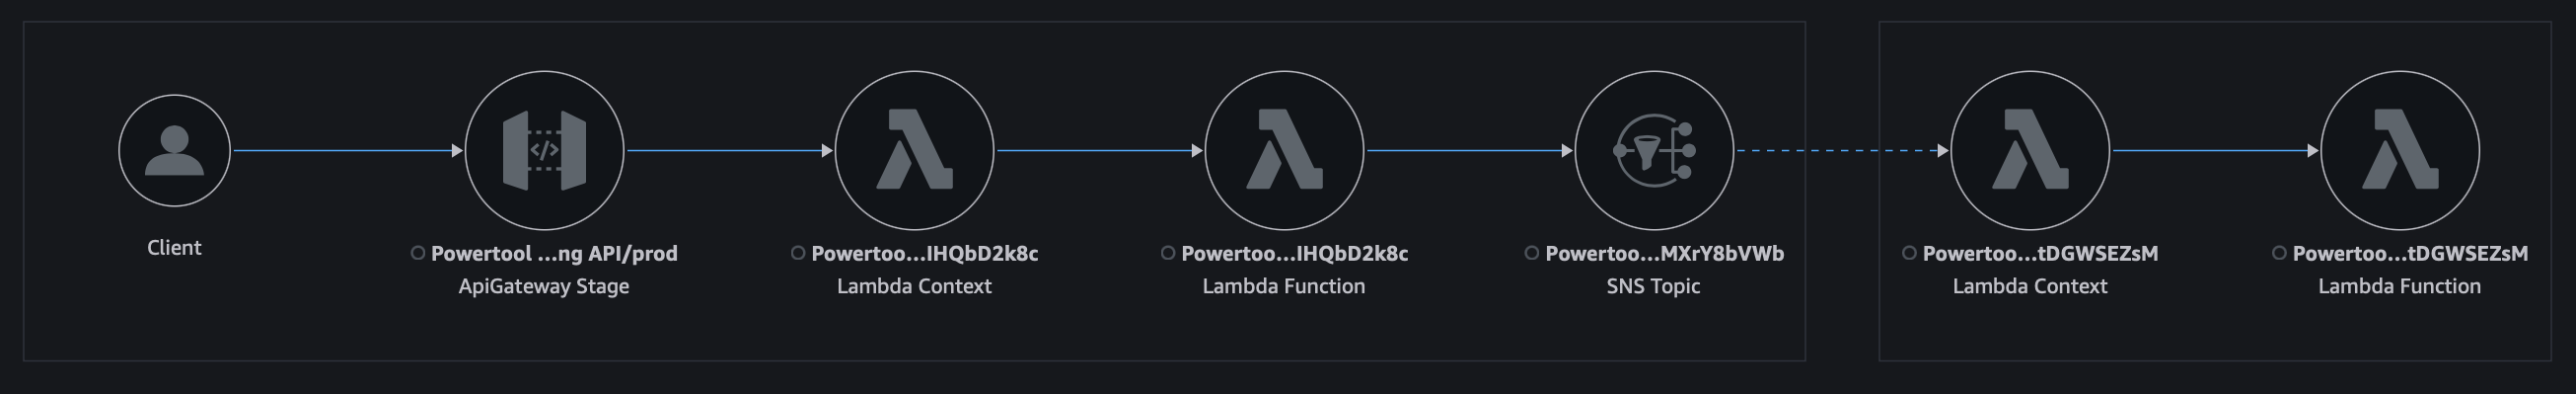 Client
Powertool ...ng API/prod
ApiGateway Stage
Powertoo...IHQbD2k8c
Lambda Context
Powertoo...IHQbD2k8c
Lambda Function
Powertoo...MXrY8bVWb
SNS Topic
Powertoo...tDGWSEZsM
Lambda Context
Powertoo...tDGWSEZsM
Lambda Function